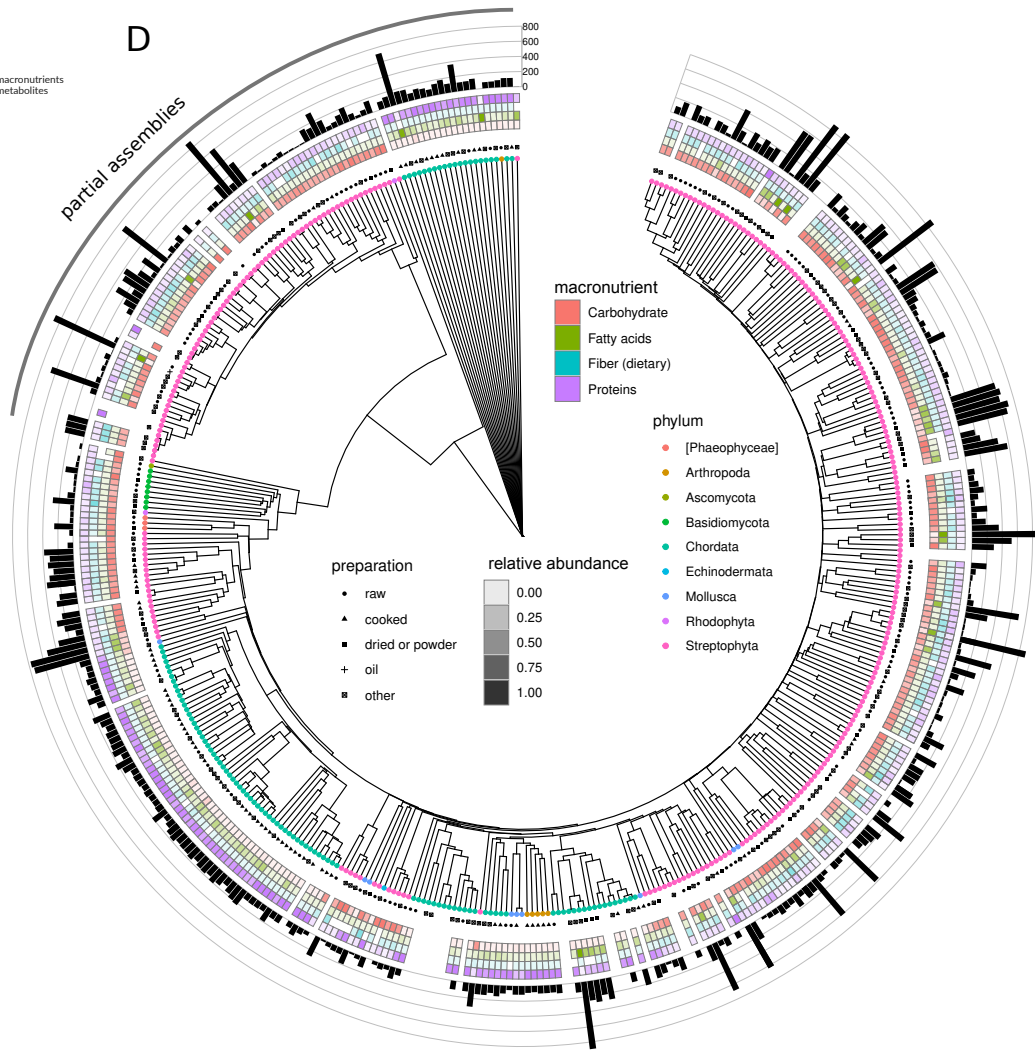 D
800
600
400
200
0
macronutrients
metabolites
partial assemblies
macronutrient
Carbohydrate
Fatty acids
Fiber (dietary)
Proteins
phylum
[Phaeophyceae]
Arthropoda
Ascomycota
Basidiomycota
Chordata
Echinodermata
Mollusca
Rhodophyta
Streptophyta
preparation
raw
cooked
dried or powder
oil
other
relative abundance
0.00
0.25
0.50
0.75
1.00